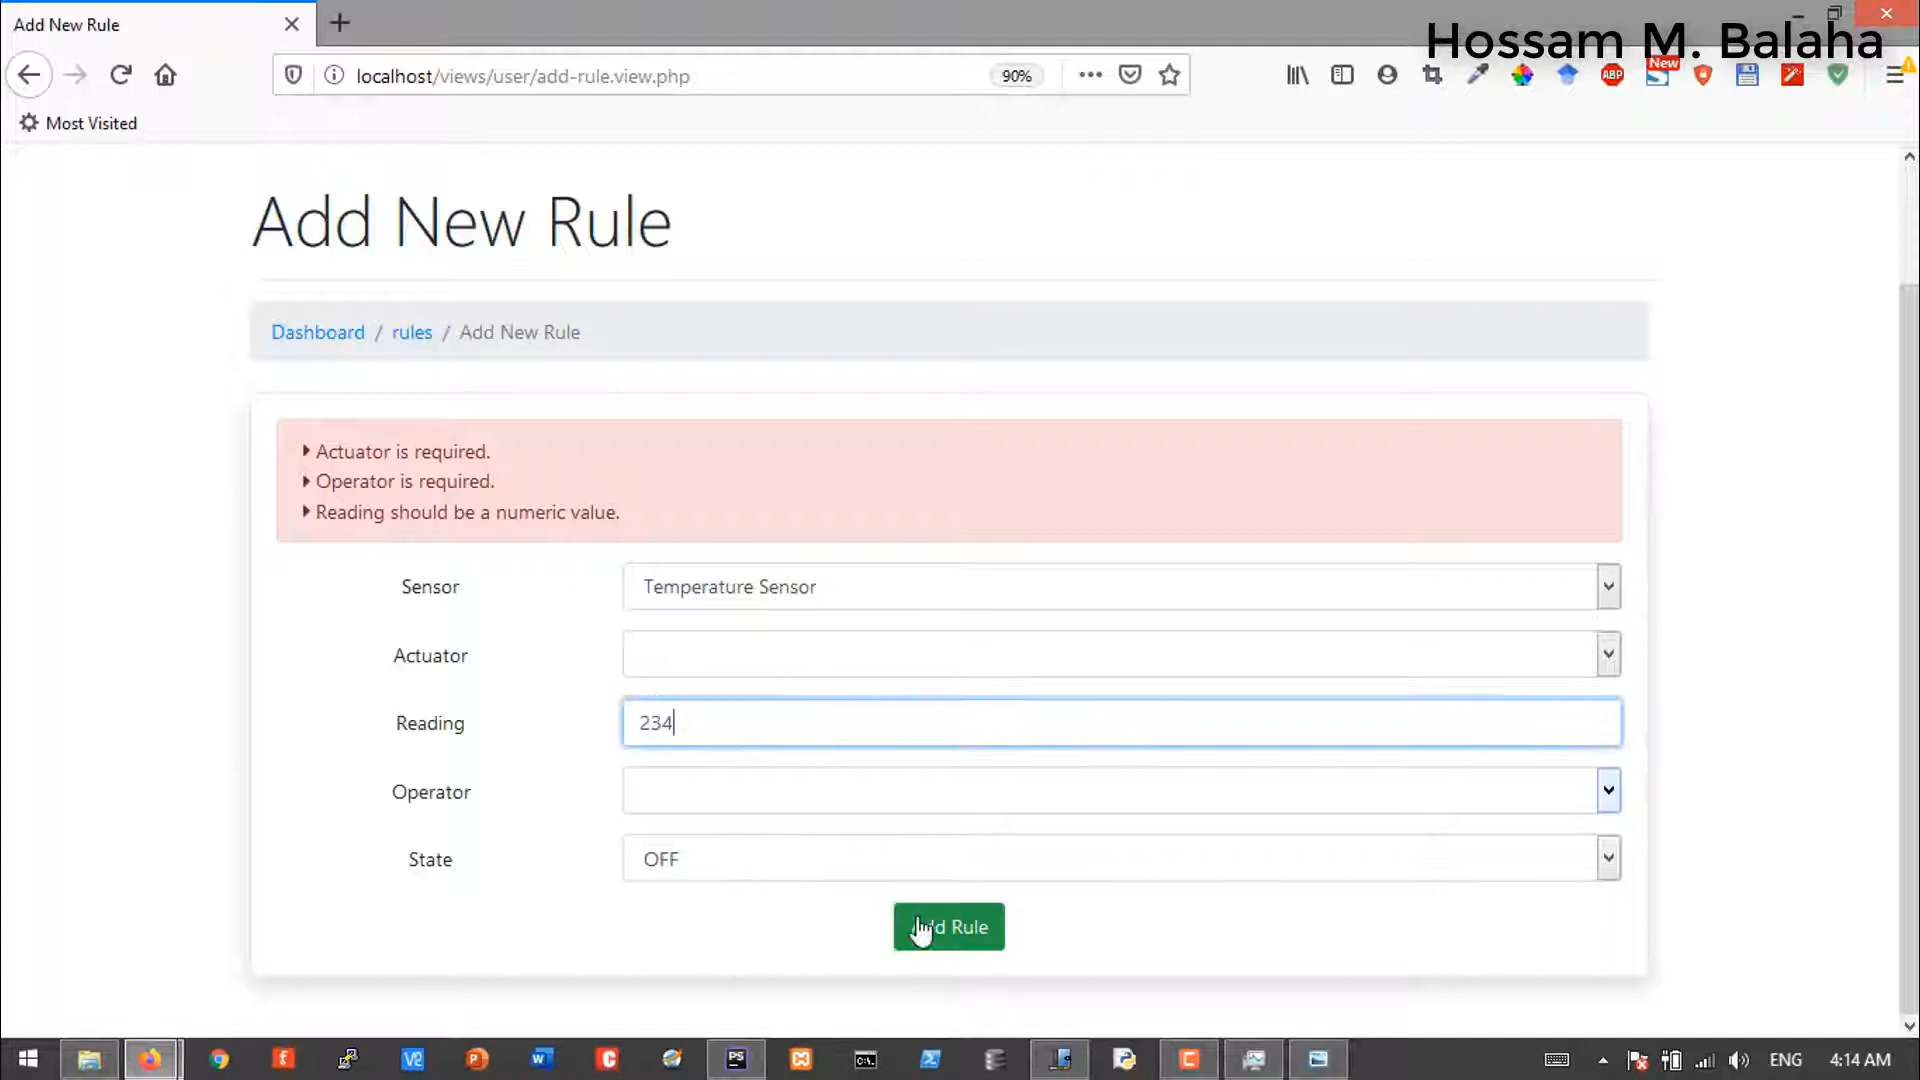 Add New Rule
Hossam M. Balaha
localhost/views/user/add-rule.view.php
90%
New
ABP
Most Visited
Add New Rule
Dashboard / rules / Add New Rule
Actuator is required.
Operator is required.
Reading should be a numeric value.
Sensor
Temperature Sensor
Actuator
Reading
234
Operator
State
OFF
d Rule
ENG
4:14 AM